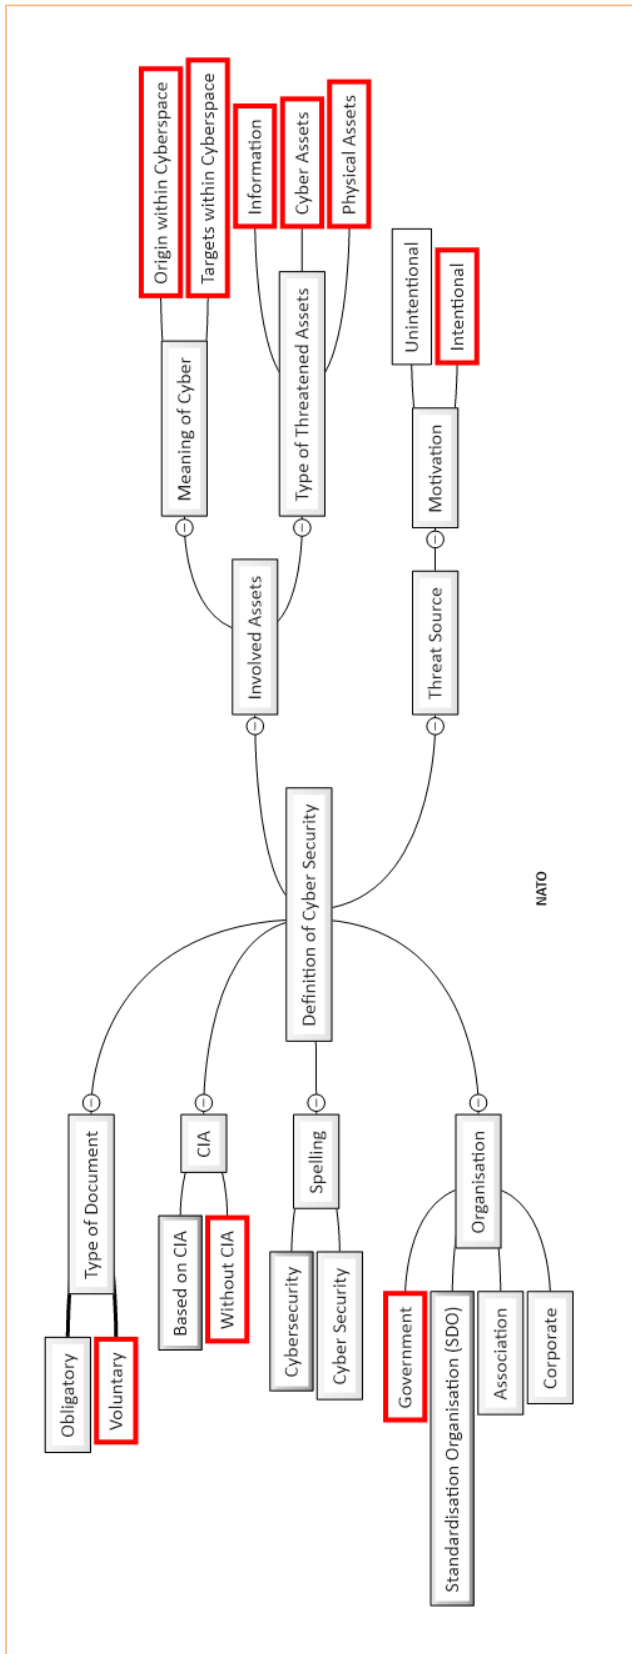 Obligatory
Voluntary
Type of Document
Based on CIA
Without CIA
CIA
Cybersecurity
Cyber Security
Spelling
Government
Standardisation Organisation (SDO)
Association
Corporate
Organisation
Definition of Cyber Security
NATO
Involved Assets
Meaning of Cyber
Origin within Cyberspace
Targets within Cyberspace
Type of Threatened Assets
Information
Cyber Assets
Physical Assets
Threat Source
Motivation
Unintentional
Intentional